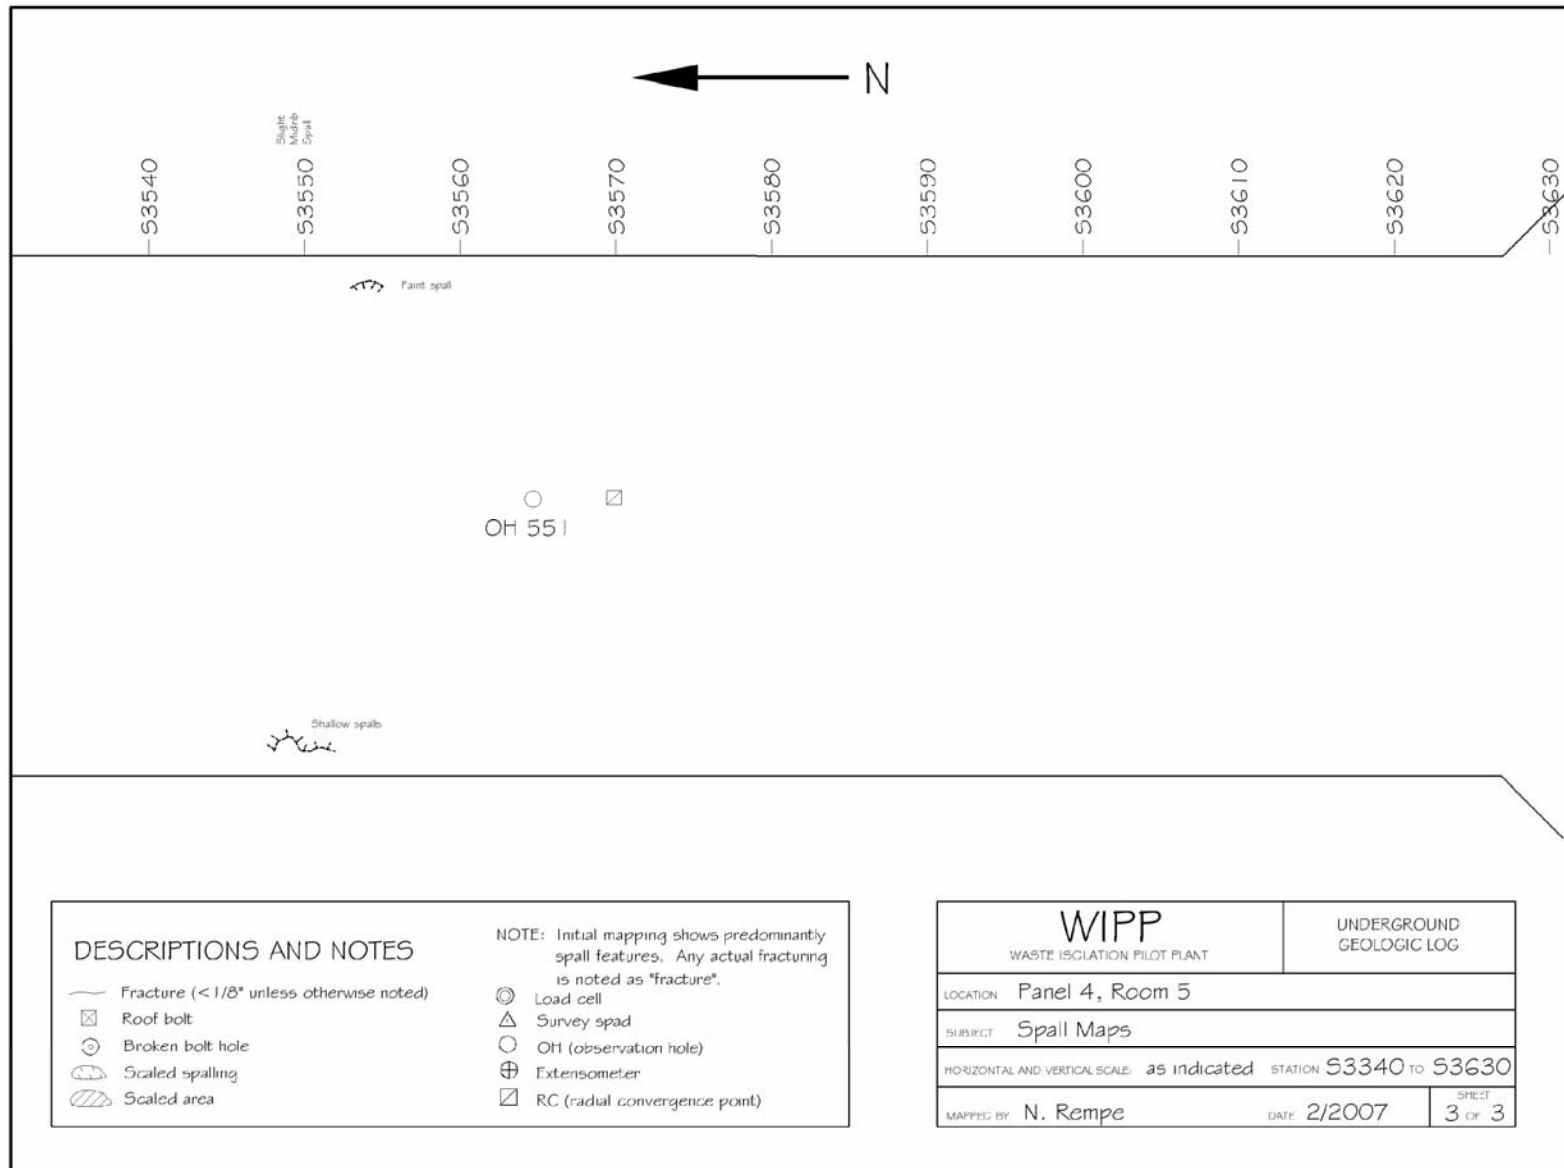 N
Slight
Midrib
Spall
S3540
S3550
S3560
S3570
S3580
S3590
S3600
S3610
S3620
S3630
Faint spall
OH 551
Shallow spalls
DESCRIPTIONS AND NOTES
Fracture (<1/8" unless otherwise noted)
Roof bolt
Broken bolt hole
Scaled spalling
Scaled area
NOTE: Initial mapping shows predominantly
spall features. Any actual fracturing
is noted as "fracture".
Load cell
Survey spad
OH (observation hole)
Extensometer
RC (radial convergence point)
WIPP
WASTE ISOLATION PILOT PLANT
UNDERGROUND
GEOLOGIC LOG
LOCATION Panel 4, Room 5
SUBJECT Spall Maps
HORIZONTAL AND VERTICAL SCALE: as indicated STATION S3340 TO S3630
MAPPED BY N. Rempe DATE 2/2007
SHEET
3 OF 3